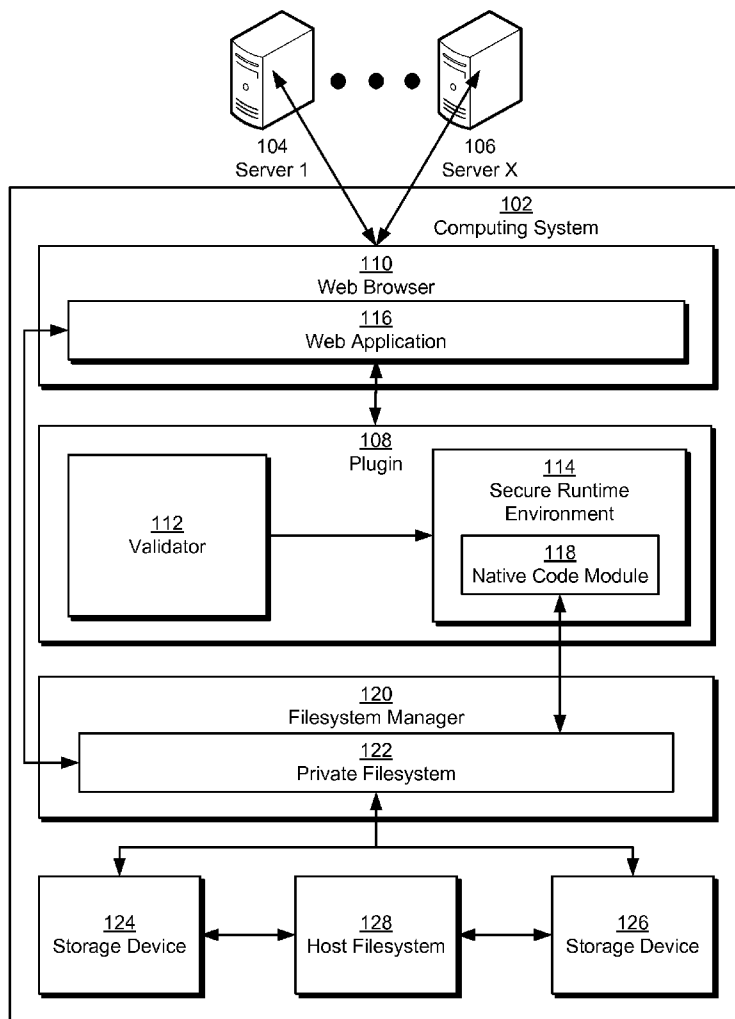 104
Server 1
106
Server X
102
Computing System
110
Web Browser
116
Web Application
108
Plugin
112
Validator
114
Secure Runtime
Environment
118
Native Code Module
120
Filesystem Manager
122
Private Filesystem
124
Storage Device
128
Host Filesystem
126
Storage Device